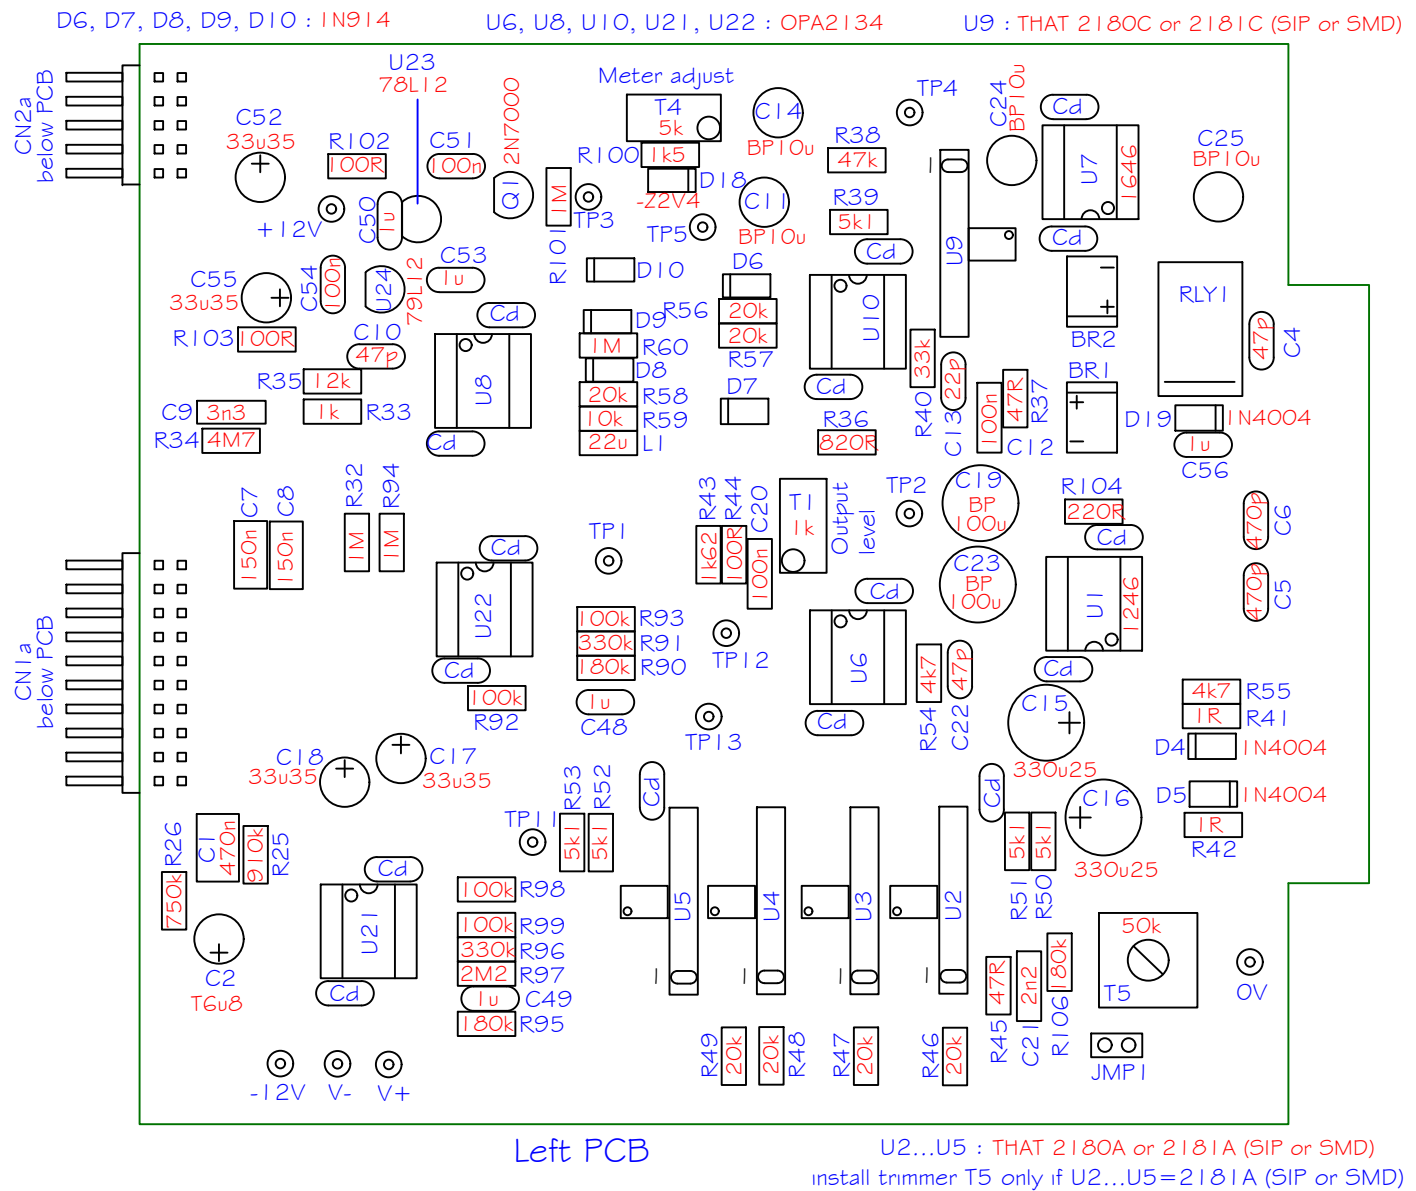 D6, D7, D8, D9, D10 : 1N914
U6, U8, U10, U21, U22 : OPA2134
U9 : THAT 2180C or 2181C (SIP or SMD)
CN2a
below PCB
C52
33u35
R102
100R
U23
78L12
C51
100n
2N7000
Q1
Meter adjust
T4
5k
R100
1k5
D18
-Z2V4
C14
BP10u
TP4
C24
BP10u
Cd
U7
1646
Cd
C25
BP10u
R38
47k
R39
5k1
Cd
U9
+12V
C50
1u
R101
1M
TP3
TP5
C11
BP10u
C55
33u35
C54
100n
U24
79L12
C53
1u
D10
D6
R56
20k
20k
R57
U10
BR2
RLY1
C4
47p
R103
100R
C10
47p
Cd
U8
Cd
D9
1M
R60
D8
20k
R58
10k
R59
22u
L1
D7
Cd
R40
33k
C13
22p
100n
C12
47R
R37
BR1
R35
12k
1k
R33
C9
3n3
R34
4M7
R36
820R
D19
1N4004
1u
C56
C7
150n
C8
150n
R32
1M
R94
1M
TP1
R43
1k62
R44
100R
C20
100n
T1
1k
Output
level
TP2
C19
BP
100u
C23
BP
100u
R104
220R
Cd
U1
1246
Cd
470p
C6
470p
C5
CN1a
below PCB
Cd
U22
Cd
100k
R92
100k
R93
330k
R91
180k
R90
1u
C48
TP12
TP13
Cd
U6
Cd
R54
4k7
C22
47p
C15
330u25
4k7
R55
1R
R41
D4
1N4004
D5
1N4004
1R
R42
C18
33u35
C17
33u35
R53
5k1
R52
5k1
Cd
Cd
C16
330u25
R51
5k1
R50
5k1
R26
750k
C1
470n
910k
R25
TP11
Cd
U21
Cd
100k
R98
100k
R99
330k
R96
2M2
R97
1u
C49
180k
R95
U5
U4
U3
U2
C2
T6u8
R45
47R
C21
2n2
R106
180k
50k
T5
0V
R49
20k
20k
R48
R47
20k
R46
20k
JMP1
-12V
V-
V+
Left PCB
U2...U5 : THAT 2180A or 2181A (SIP or SMD)
install trimmer T5 only if U2...U5=2181A (SIP or SMD)